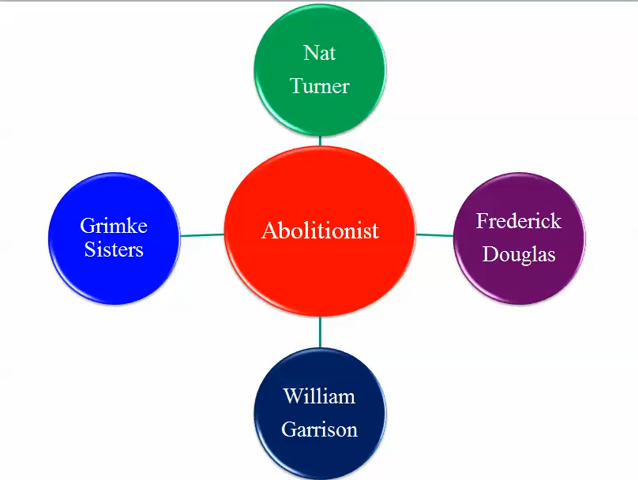 Nat
Turner
Grimke
Sisters
Abolitionist
Frederick
Douglas
William
Garrison